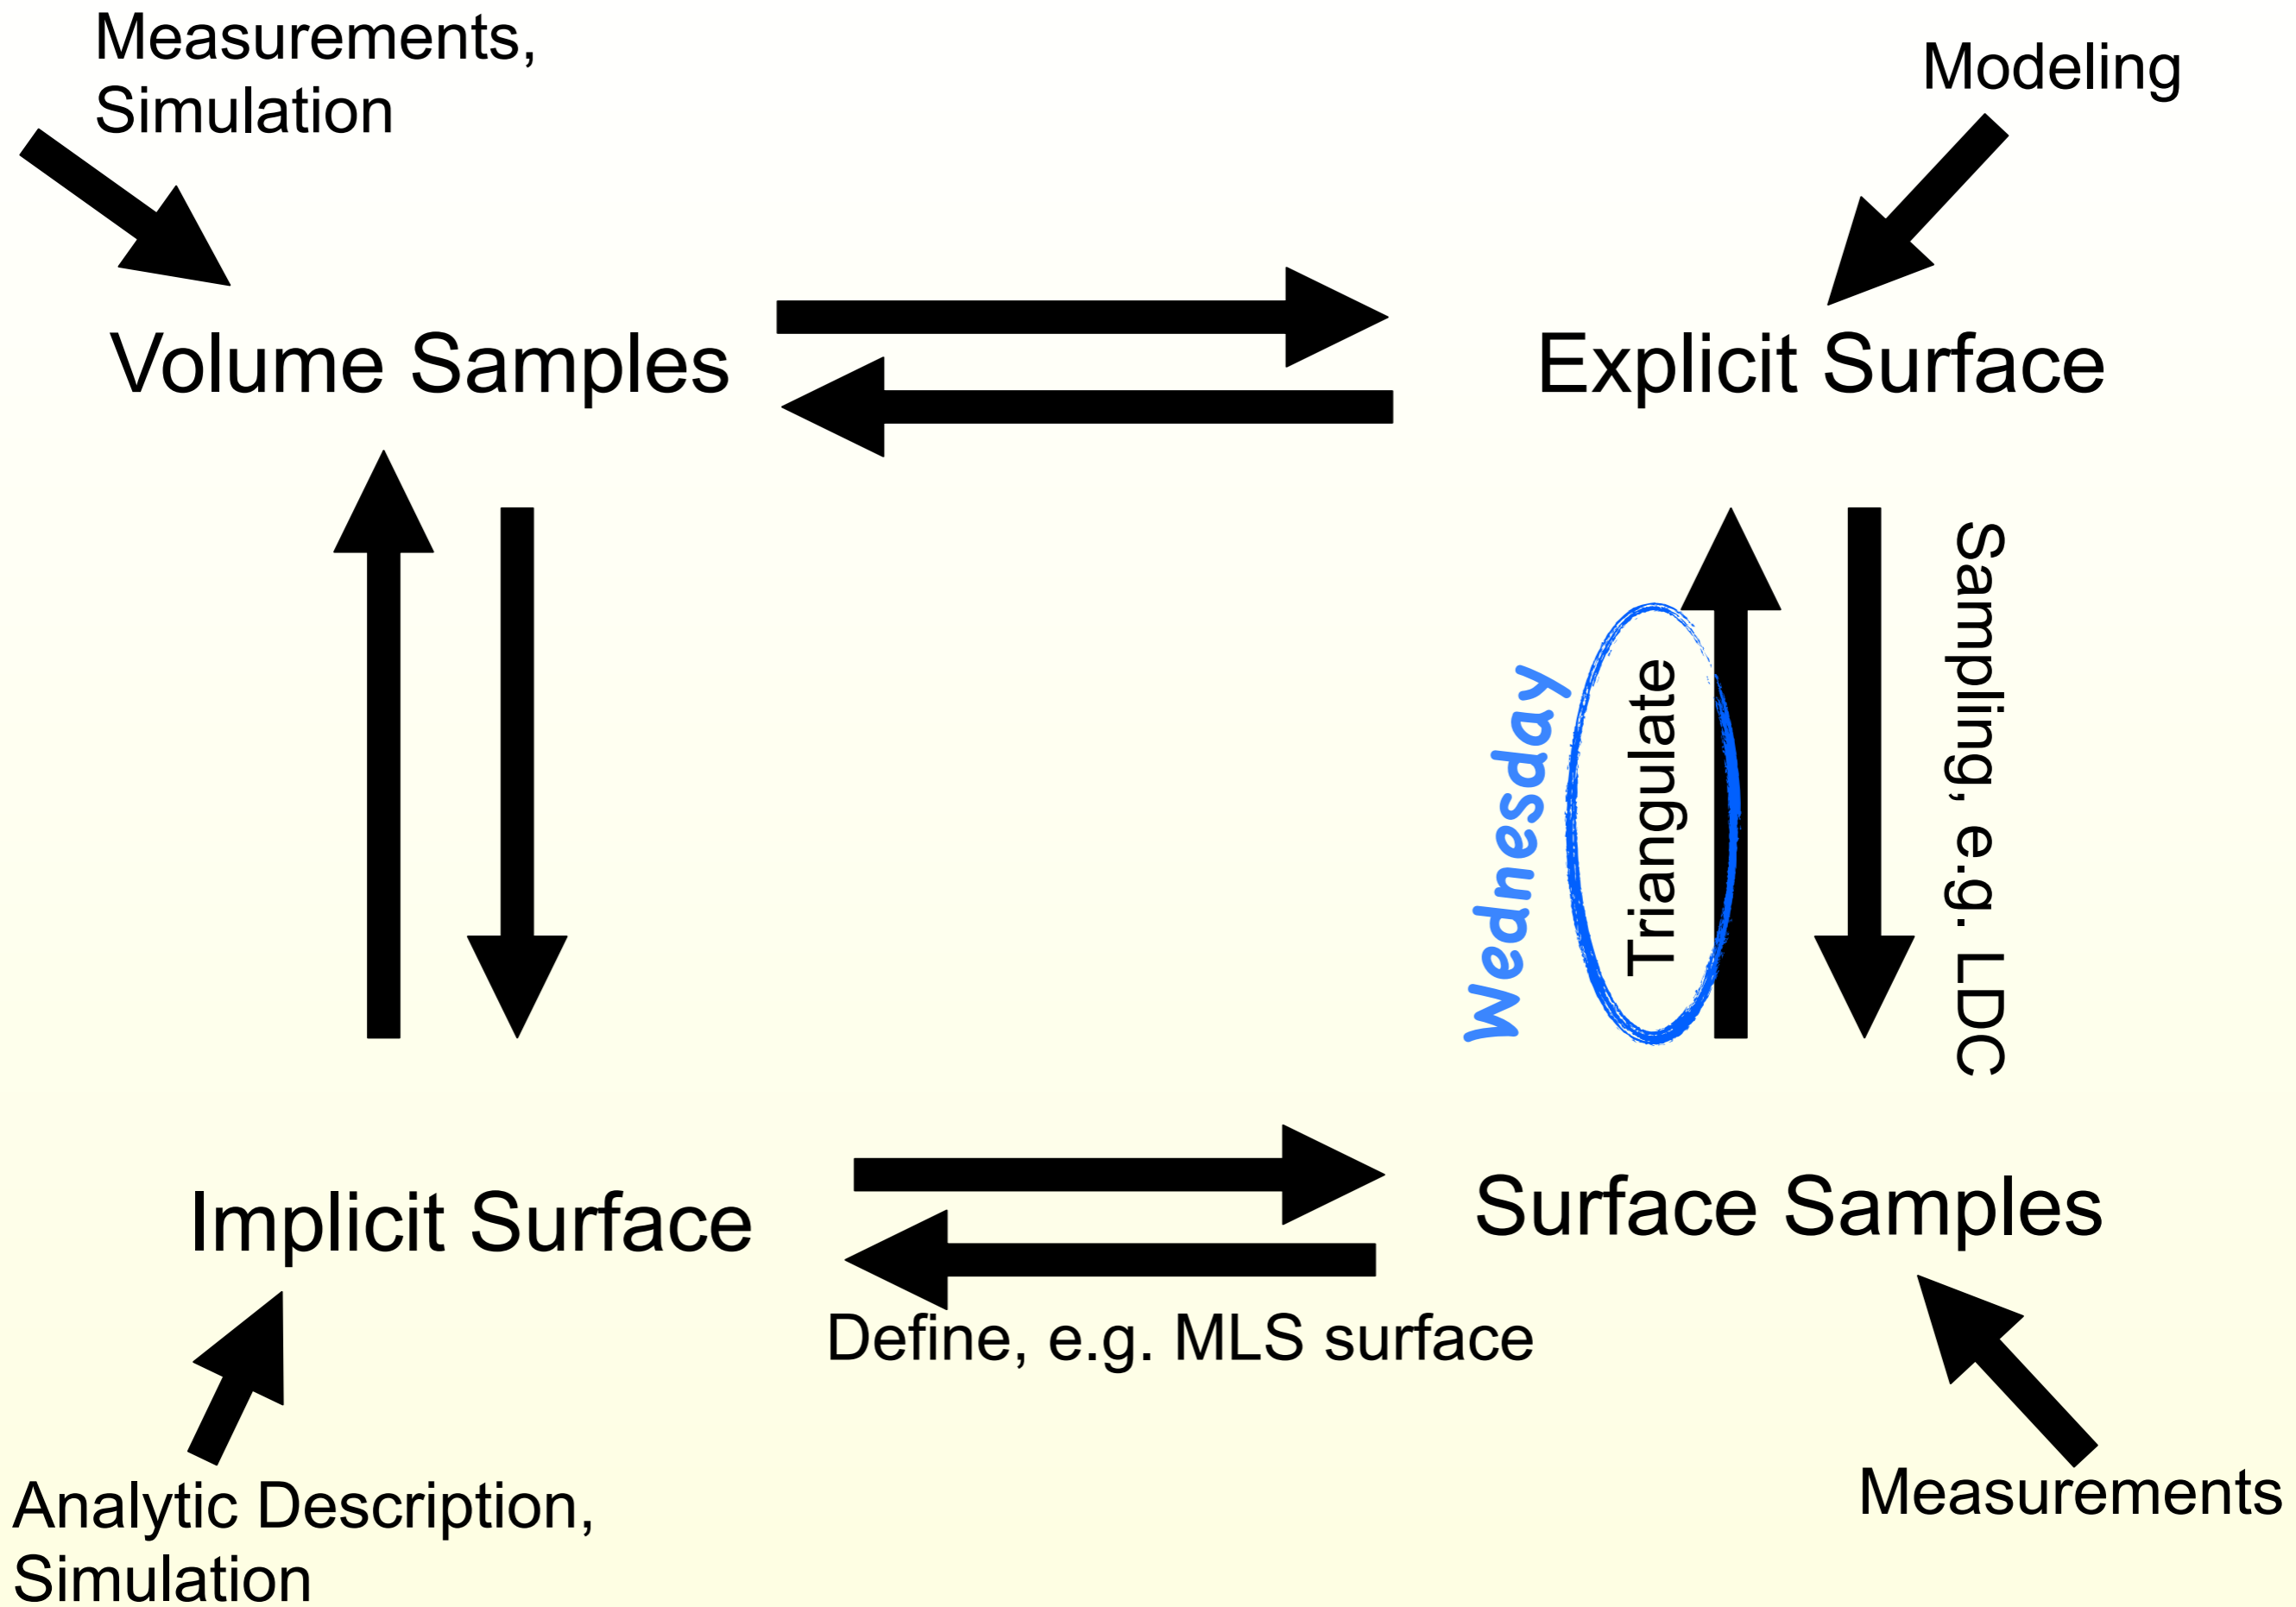 Measurements,
Simulation
Modeling
Volume Samples
Explicit Surface
Wednesday
Triangulate
Sampling, e.g. LDC
Implicit Surface
Surface Samples
Define, e.g. MLS surface
Analytic Description,
Simulation
Measurements